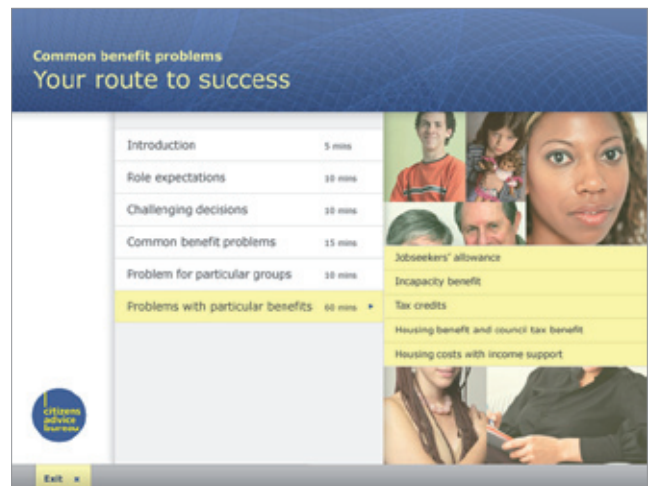 Common benefit problems
Your route to success
Introduction 5 mins
Role expectations 10 mins
Challenging decisions 10 mins
Common benefit problems 15 mins
Problem for particular groups 10 mins
Problems with particular benefits 60 mins
Jobseekers' allowance
Incapacity benefit
Tax credits
Housing benefit and council tax benefit
Housing costs with income support
citizens
advice
bureau
Exit x